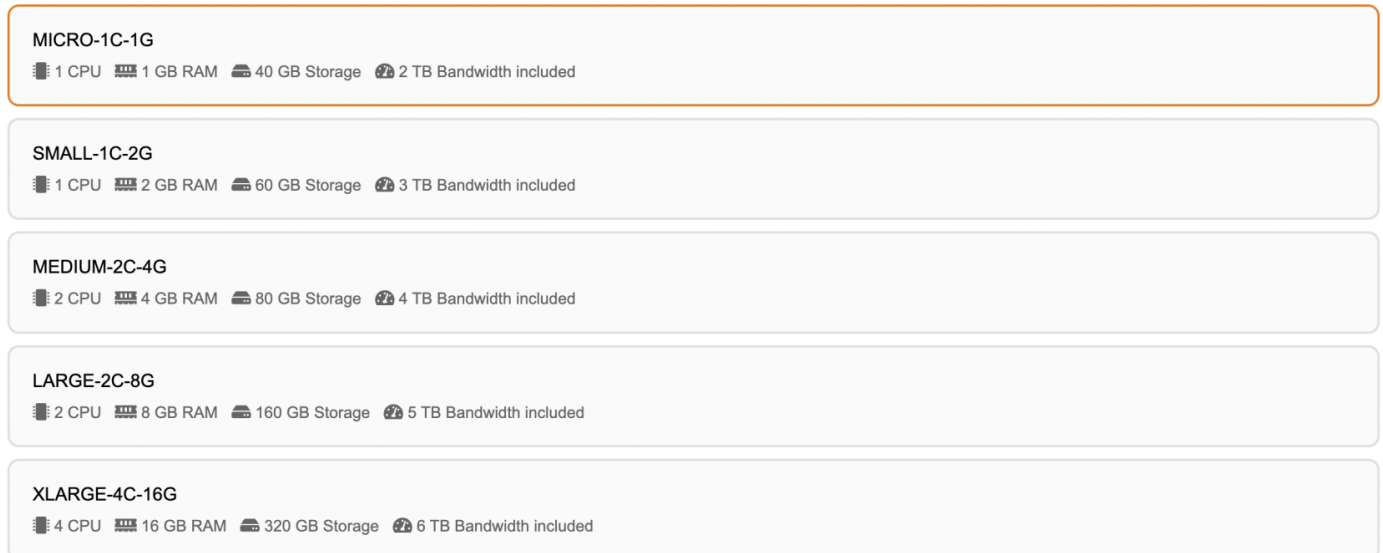 MICRO-1C-1G
1 CPU 1 GB RAM 40 GB Storage 2 TB Bandwidth included
SMALL-1C-2G
1 CPU 2 GB RAM 60 GB Storage 3 TB Bandwidth included
MEDIUM-2C-4G
2 CPU 4 GB RAM 80 GB Storage 4 TB Bandwidth included
LARGE-2C-8G
2 CPU 8 GB RAM 160 GB Storage 5 TB Bandwidth included
XLARGE-4C-16G
4 CPU 16 GB RAM 320 GB Storage 6 TB Bandwidth included